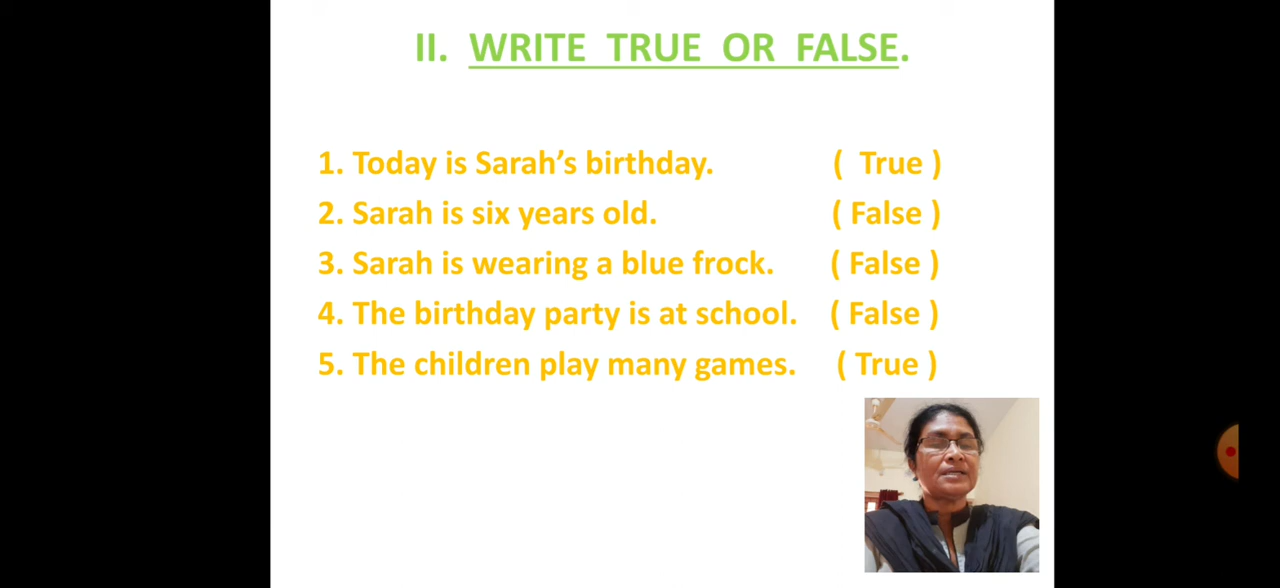 II. WRITE TRUE OR FALSE.
1. Today is Sarah’s birthday. ( True )
2. Sarah is six years old. ( False )
3. Sarah is wearing a blue frock. ( False )
4. The birthday party is at school. ( False )
5. The children play many games. ( True )